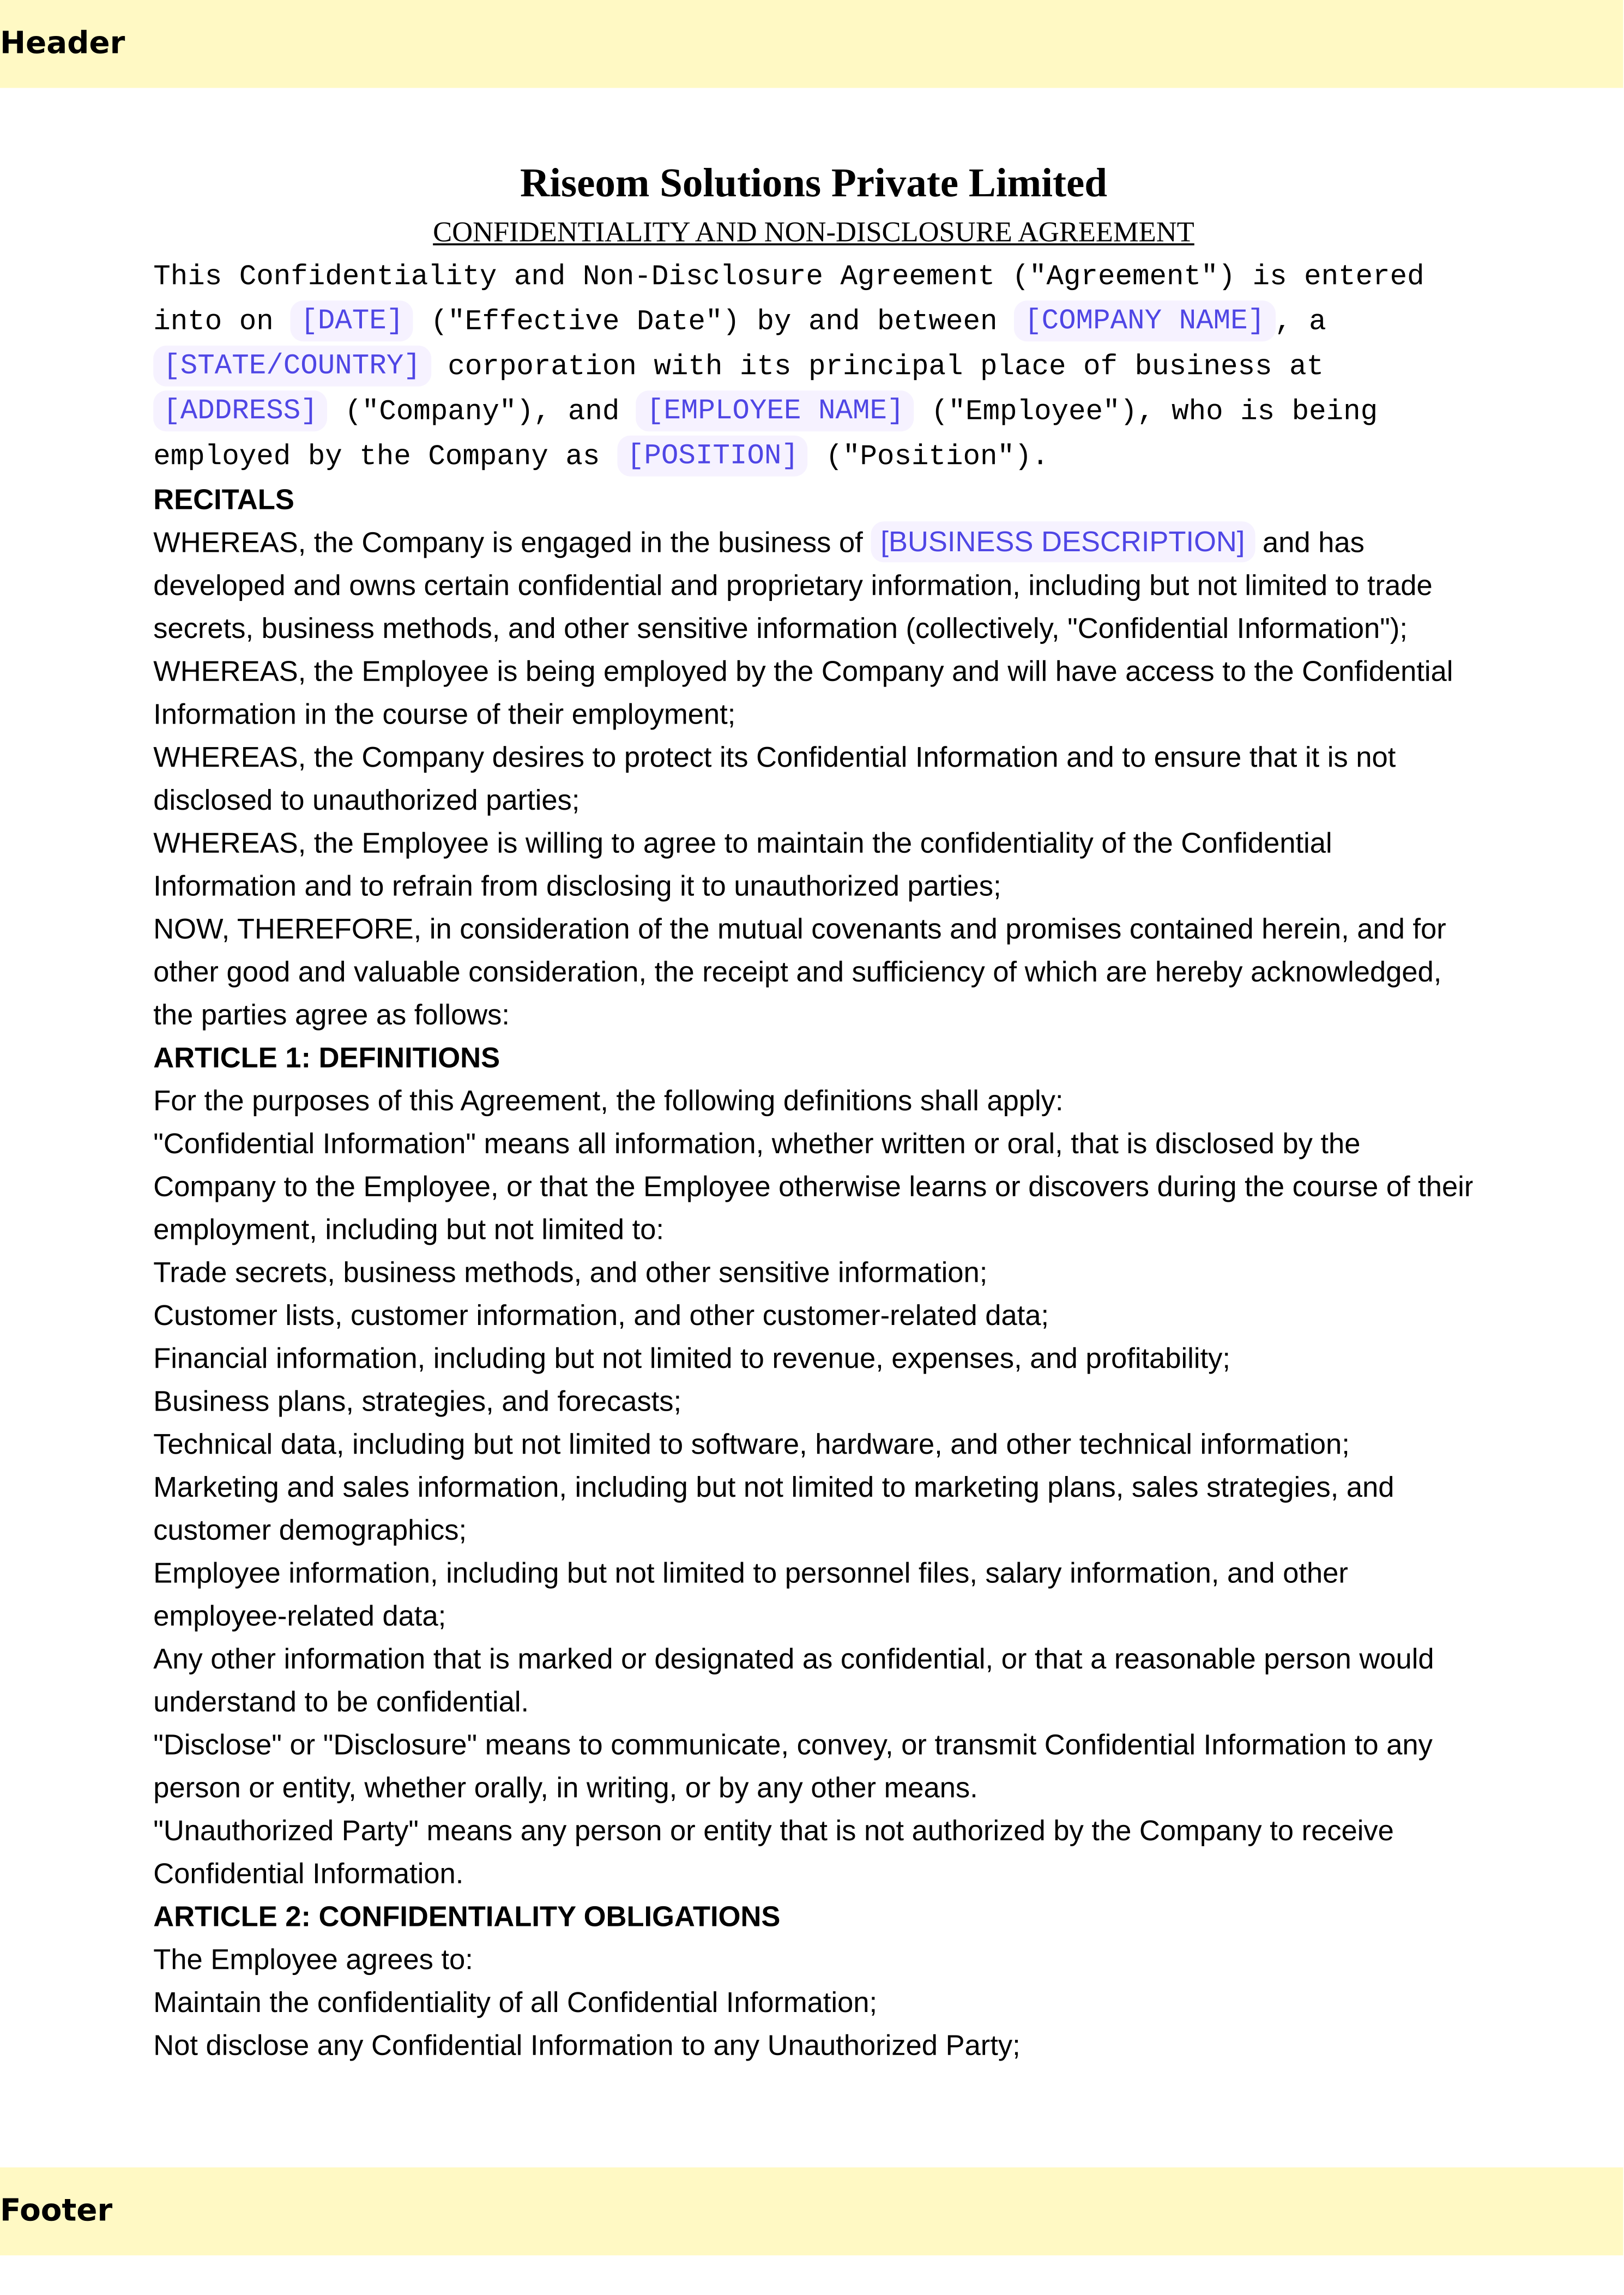 Header
Riseom Solutions Private Limited
CONFIDENTIALITY AND NON-DISCLOSURE AGREEMENT
This Confidentiality and Non-Disclosure Agreement ("Agreement") is entered
into on [DATE] ("Effective Date") by and between [COMPANY NAME], a
[STATE/COUNTRY] corporation with its principal place of business at
[ADDRESS] ("Company"), and [EMPLOYEE NAME] ("Employee"), who is being
employed by the Company as [POSITION] ("Position").
RECITALS
WHEREAS, the Company is engaged in the business of [BUSINESS DESCRIPTION] and has
developed and owns certain confidential and proprietary information, including but not limited to trade
secrets, business methods, and other sensitive information (collectively, "Confidential Information");
WHEREAS, the Employee is being employed by the Company and will have access to the Confidential
Information in the course of their employment;
WHEREAS, the Company desires to protect its Confidential Information and to ensure that it is not
disclosed to unauthorized parties;
WHEREAS, the Employee is willing to agree to maintain the confidentiality of the Confidential
Information and to refrain from disclosing it to unauthorized parties;
NOW, THEREFORE, in consideration of the mutual covenants and promises contained herein, and for
other good and valuable consideration, the receipt and sufficiency of which are hereby acknowledged,
the parties agree as follows:
ARTICLE 1: DEFINITIONS
For the purposes of this Agreement, the following definitions shall apply:
"Confidential Information" means all information, whether written or oral, that is disclosed by the
Company to the Employee, or that the Employee otherwise learns or discovers during the course of their
employment, including but not limited to:
Trade secrets, business methods, and other sensitive information;
Customer lists, customer information, and other customer-related data;
Financial information, including but not limited to revenue, expenses, and profitability;
Business plans, strategies, and forecasts;
Technical data, including but not limited to software, hardware, and other technical information;
Marketing and sales information, including but not limited to marketing plans, sales strategies, and
customer demographics;
Employee information, including but not limited to personnel files, salary information, and other
employee-related data;
Any other information that is marked or designated as confidential, or that a reasonable person would
understand to be confidential.
"Disclose" or "Disclosure" means to communicate, convey, or transmit Confidential Information to any
person or entity, whether orally, in writing, or by any other means.
"Unauthorized Party" means any person or entity that is not authorized by the Company to receive
Confidential Information.
ARTICLE 2: CONFIDENTIALITY OBLIGATIONS
The Employee agrees to:
Maintain the confidentiality of all Confidential Information;
Not disclose any Confidential Information to any Unauthorized Party;
Footer